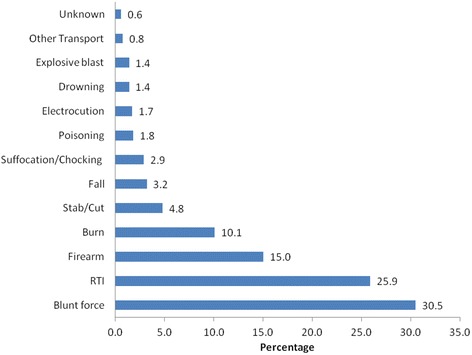 Unknown 0.6
Other Transport 0.8
Explosive blast 1.4
Drowning 1.4
Electrocution 1.7
Poisoning 1.8
Suffocation/Chocking 2.9
Fall 3.2
Stab/Cut 4.8
Burn 10.1
Firearm 15.0
RTI 25.9
Blunt force 30.5
0.0 5.0 10.0 15.0 20.0 25.0 30.0 35.0
Percentage